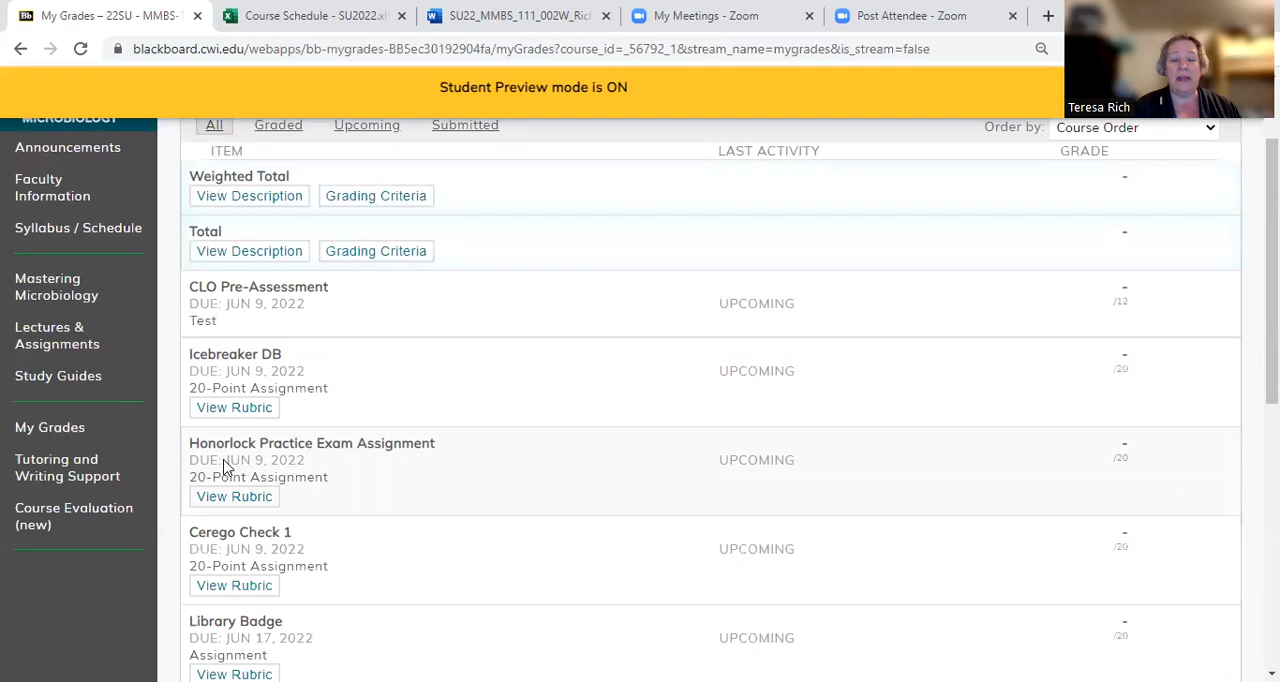 My Grades – 22SU - MMBS-1
Course Schedule - SU2022.xls
SU22_MMBS_111_002W_Rich
My Meetings - Zoom
Post Attendee - Zoom
blackboard.cwi.edu/webapps/bb-mygrades-BB5ec30192904fa/myGrades?course_id=_56792_1&stream_name=mygrades&is_stream=false
Student Preview mode is ON
Teresa Rich
MICROBIOLOGY
Announcements
Faculty
Information
Syllabus / Schedule
Mastering
Microbiology
Lectures &
Assignments
Study Guides
My Grades
Tutoring and
Writing Support
Course Evaluation
(new)
All Graded Upcoming Submitted
Order by: Course Order
ITEM LAST ACTIVITY GRADE
Weighted Total -
View Description Grading Criteria
Total -
View Description Grading Criteria
CLO Pre-Assessment -
DUE: JUN 9, 2022 UPCOMING /12
Test
Icebreaker DB -
DUE: JUN 9, 2022 UPCOMING /20
20-Point Assignment
View Rubric
Honorlock Practice Exam Assignment -
DUE: JUN 9, 2022 UPCOMING /20
20-Point Assignment
View Rubric
Cerego Check 1 -
DUE: JUN 9, 2022 UPCOMING /20
20-Point Assignment
View Rubric
Library Badge -
DUE: JUN 17, 2022 UPCOMING /20
Assignment
View Rubric